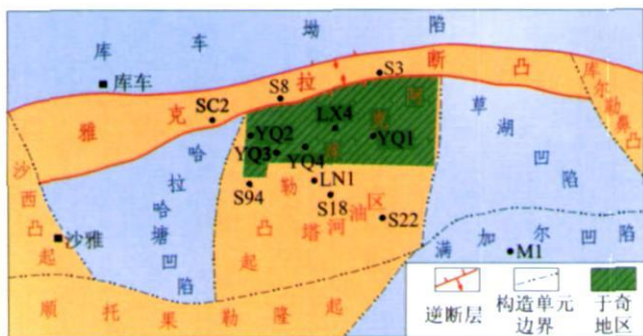 库车坳陷
库车
雅克拉断凸
库尔勒鼻凸
S3
S8
SC2
LX4
YQ2
YQ1
YQ3
YQ4
阿
草湖凹陷
哈拉哈塘凹陷
沙西凸起
沙雅
S94
LN1
S18
S22
勒
凸起
塔河油区
满加尔凹陷
M1
顺托果勒隆起
逆断层
构造单元
边界
于奇
地区